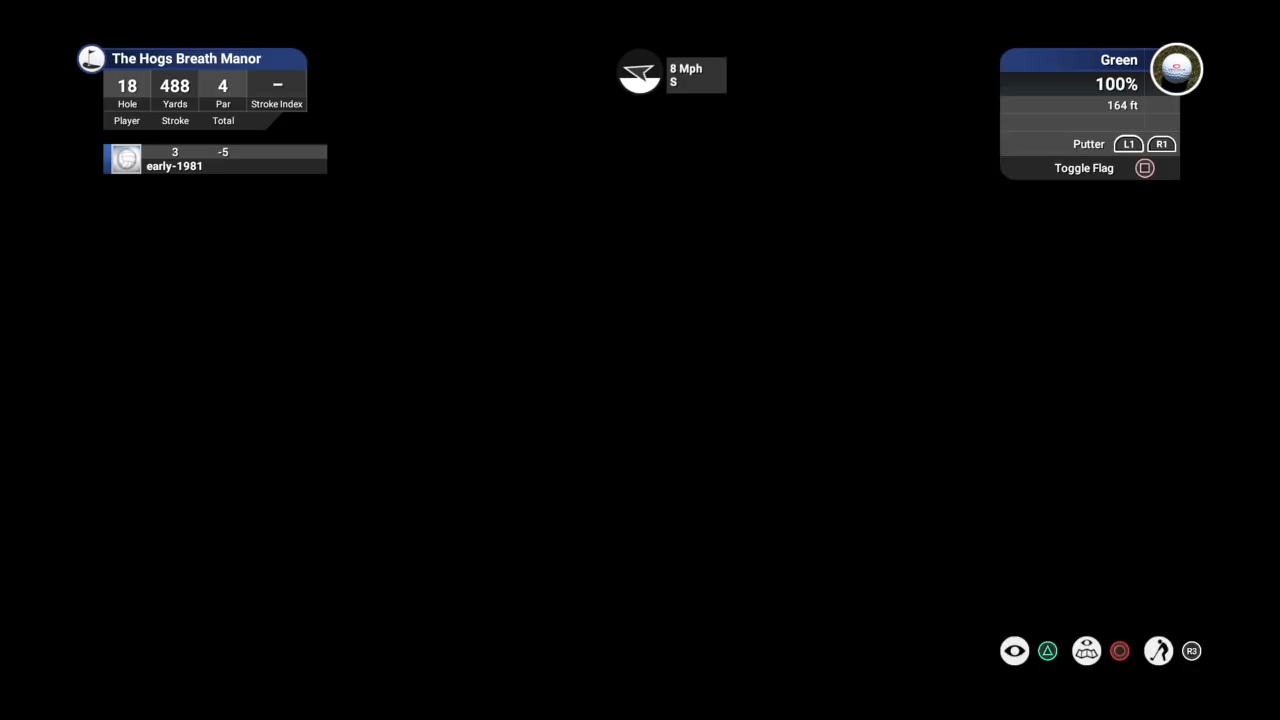 The Hogs Breath Manor
18 488 4 –
Hole Yards Par Stroke Index
Player Stroke Total
3 -5
early-1981
8 Mph
S
Green
100%
164 ft
Putter L1 R1
Toggle Flag
R3